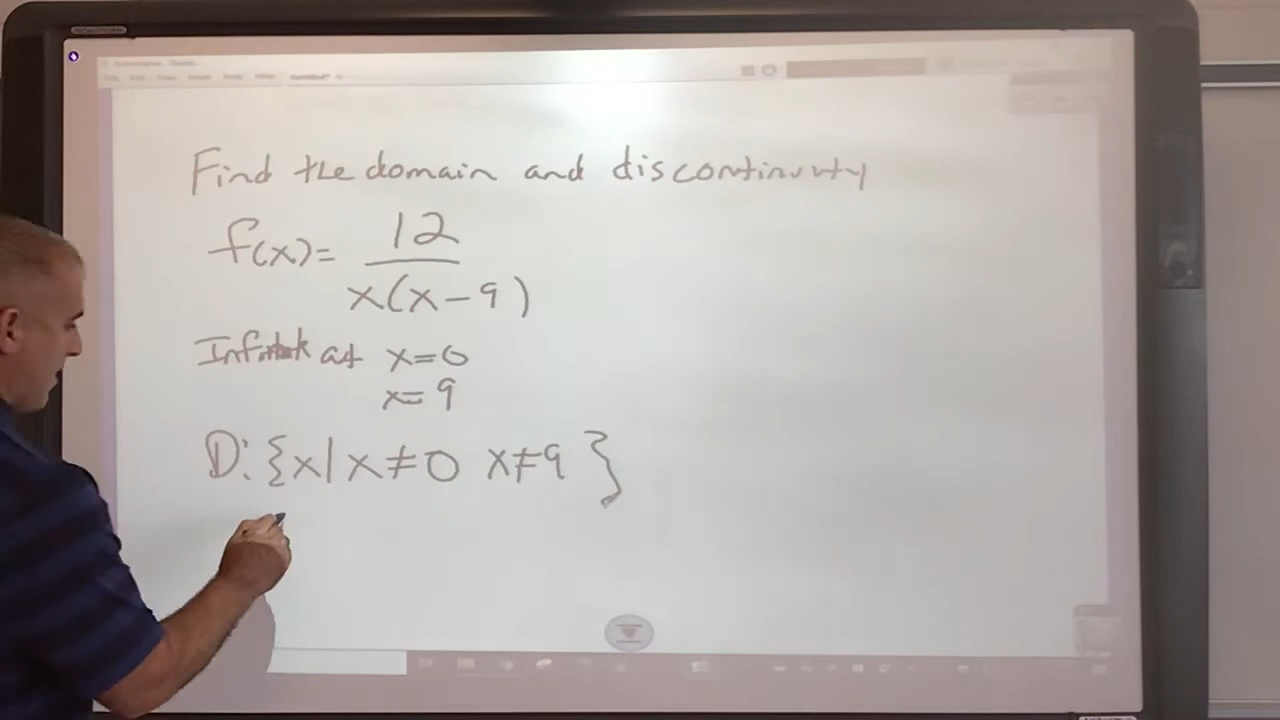 Find the domain and discontinuity
f(x) = 12 / x(x-9)
Infinite at x=0
x=9
D: {x | x≠0 x≠9 }